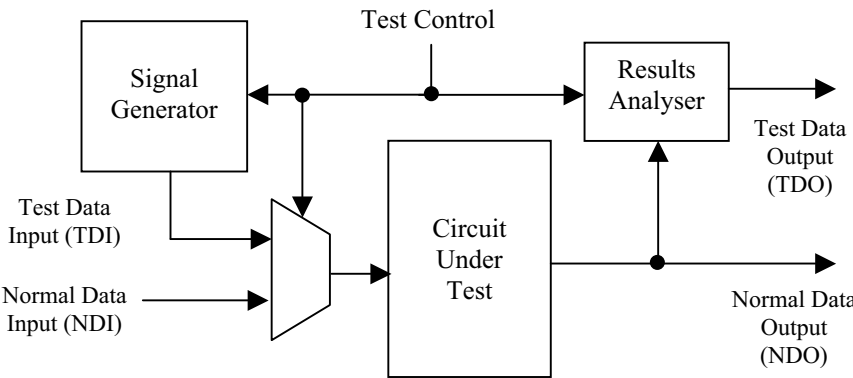 Test Control
Signal
Generator
Results
Analyser
Test Data
Output
(TDO)
Test Data
Input (TDI)
Circuit
Under
Test
Normal Data
Input (NDI)
Normal Data
Output
(NDO)